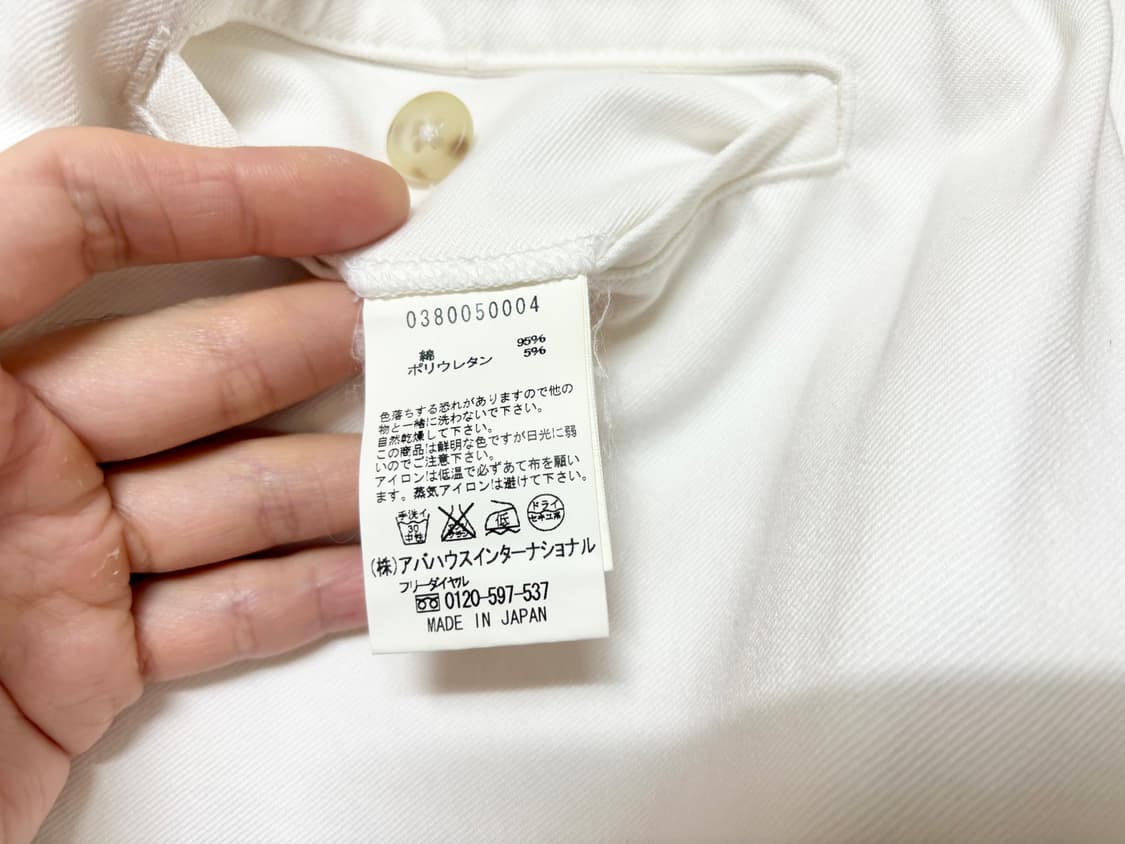 0380050004
綿 95%
ポリウレタン 5%
色落ちする恐れがありますので他の
物と一緒に洗わないで下さい。
自然乾燥して下さい。
この商品は鮮明な色ですが日光に弱
いのでご注意下さい。
アイロンは低温で必ずあて布を願い
ます。蒸気アイロンは避けて下さい。
手洗イ 30 中性 低 ドライ セキユ系
(株)アバハウスインターナショナル
フリーダイヤル
0120-597-537
MADE IN JAPAN